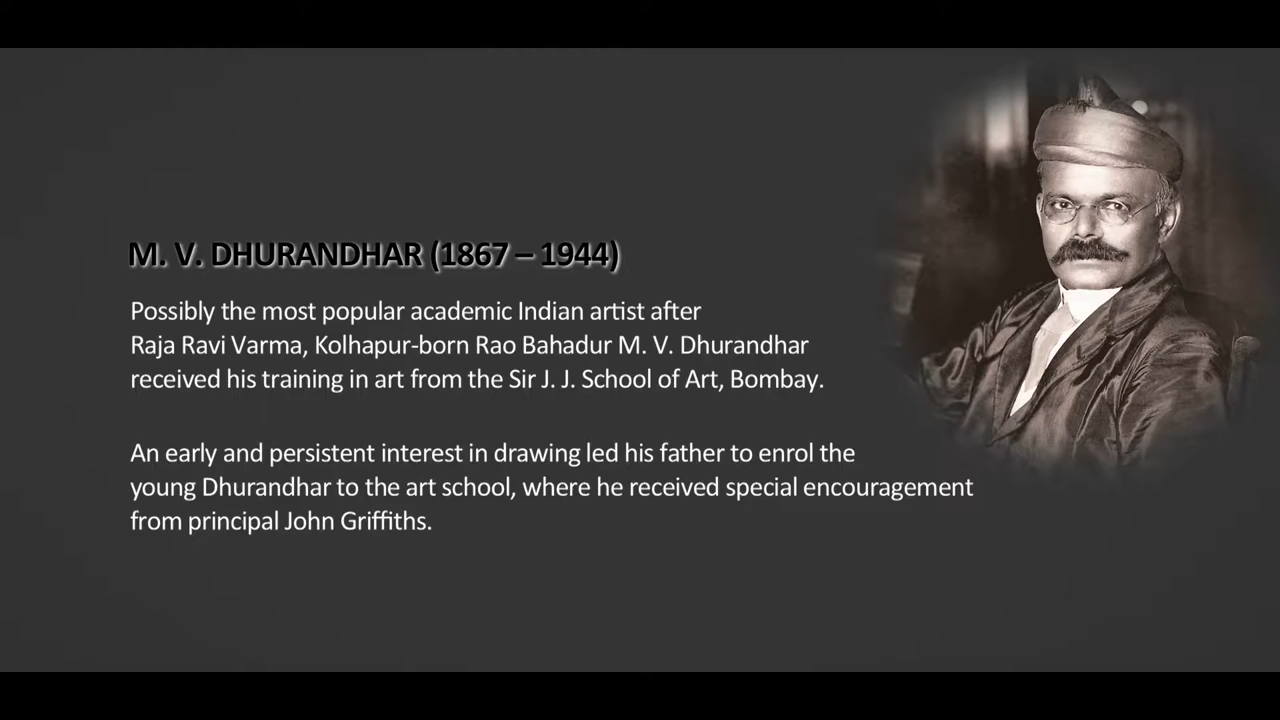 M. V. DHURANDHAR (1867 – 1944)
Possibly the most popular academic Indian artist after
Raja Ravi Varma, Kolhapur-born Rao Bahadur M. V. Dhurandhar
received his training in art from the Sir J. J. School of Art, Bombay.
An early and persistent interest in drawing led his father to enrol the
young Dhurandhar to the art school, where he received special encouragement
from principal John Griffiths.